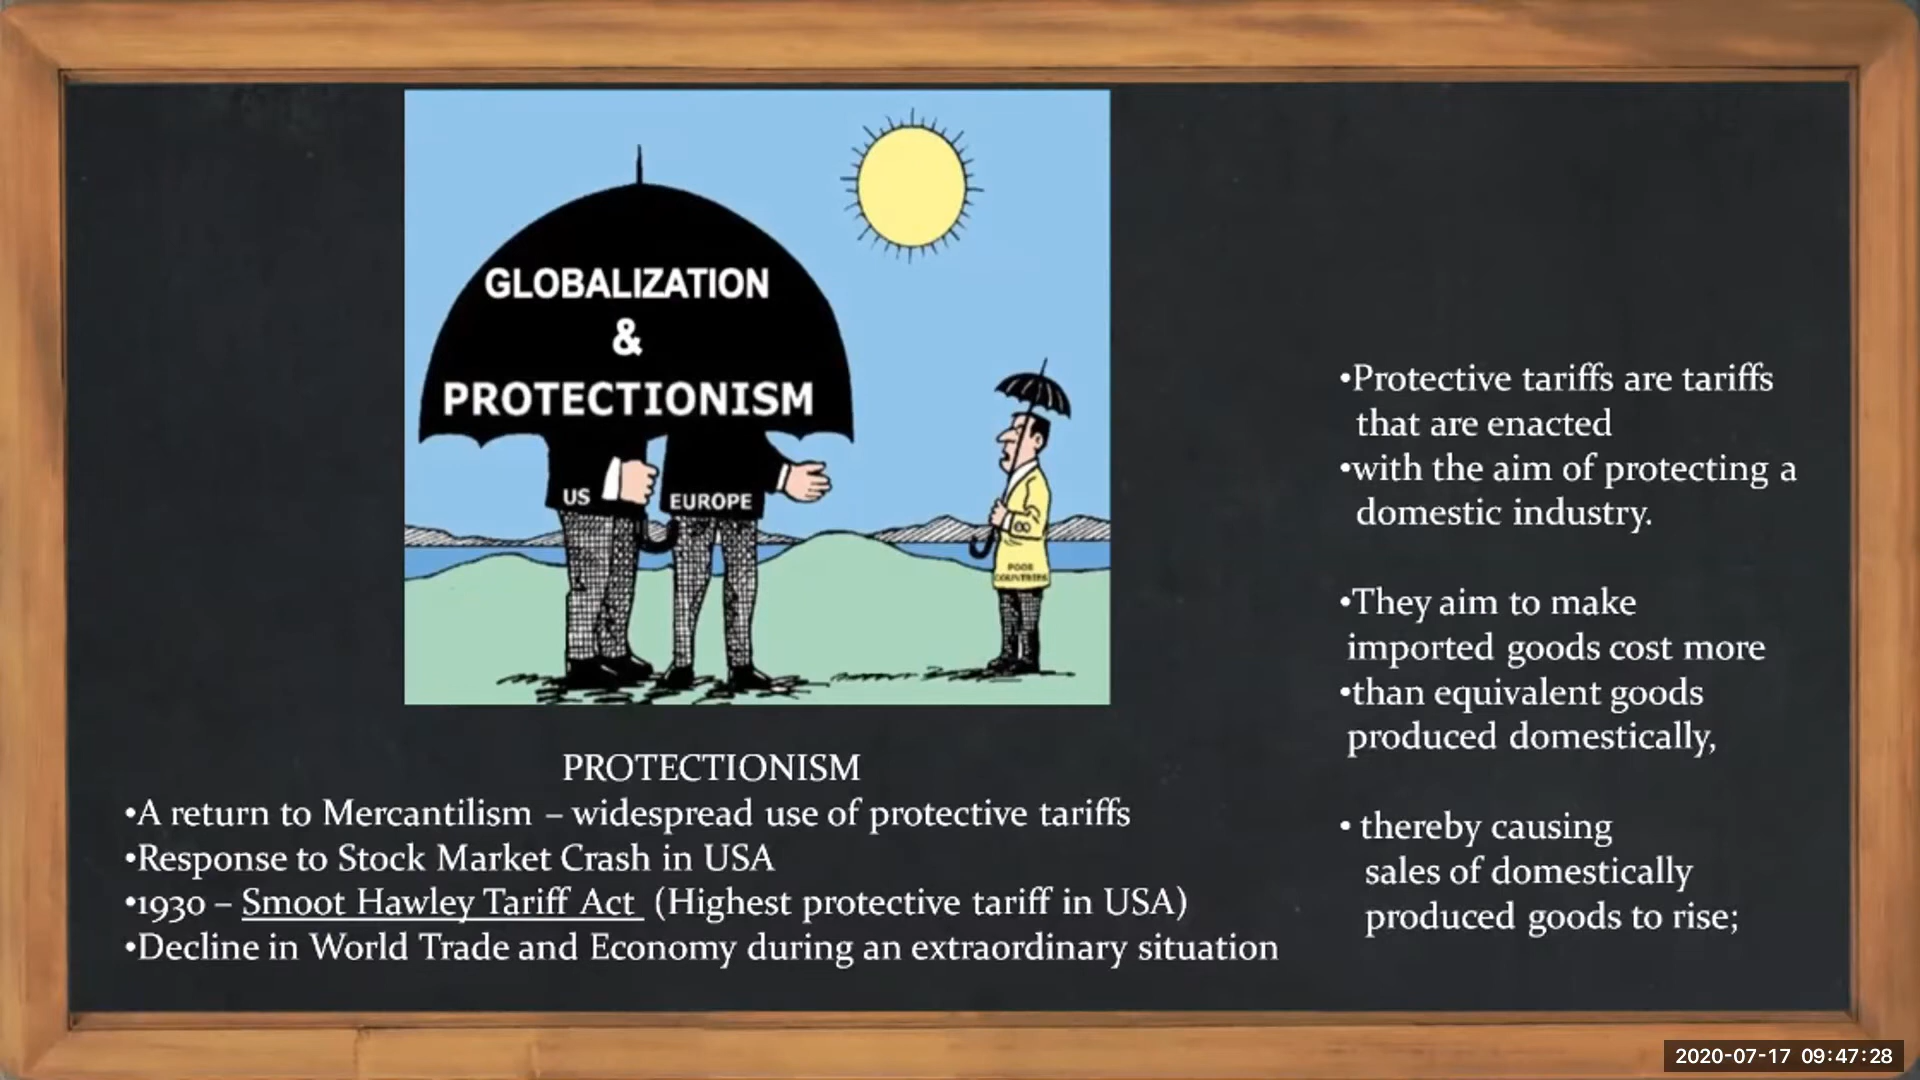 GLOBALIZATION
&
PROTECTIONISM
US
EUROPE
POOR
COUNTRIES
PROTECTIONISM
•A return to Mercantilism – widespread use of protective tariffs
•Response to Stock Market Crash in USA
•1930 – Smoot Hawley Tariff Act (Highest protective tariff in USA)
•Decline in World Trade and Economy during an extraordinary situation
•Protective tariffs are tariffs
that are enacted
•with the aim of protecting a
domestic industry.
•They aim to make
imported goods cost more
•than equivalent goods
produced domestically,
• thereby causing
sales of domestically
produced goods to rise;
2020-07-17 09:47:28